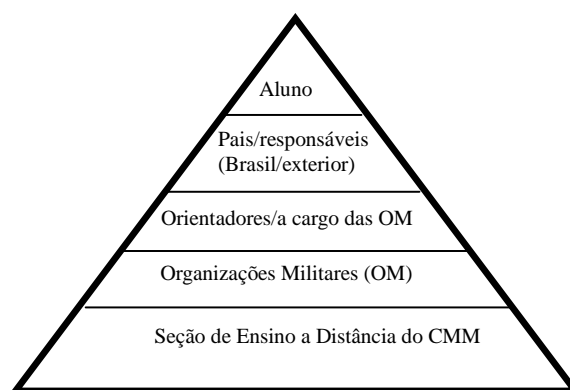 Aluno
Pais/responsáveis
(Brasil/exterior)
Orientadores/a cargo das OM
Organizações Militares (OM)
Seção de Ensino a Distância do CMM